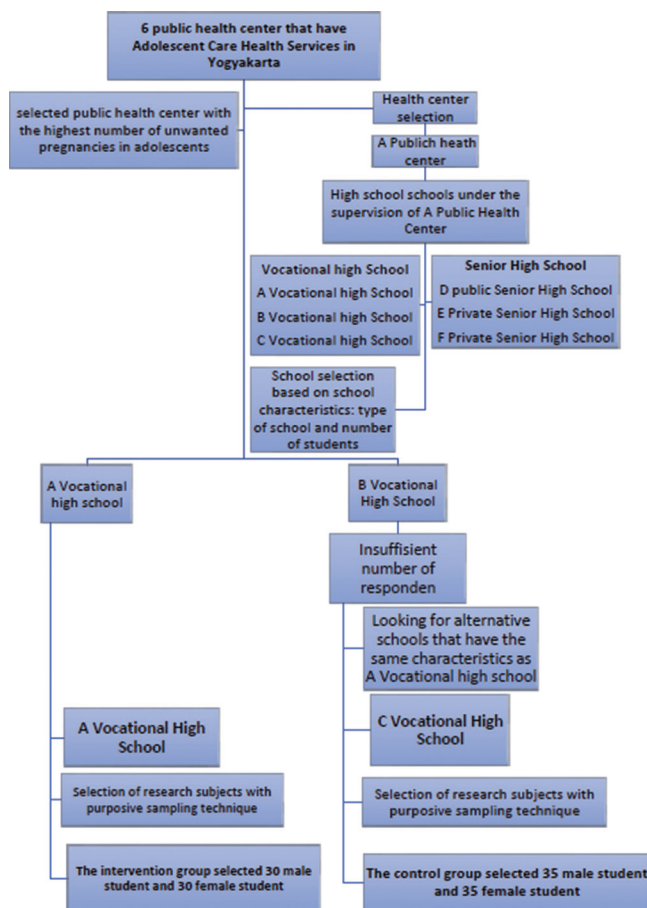 6 public health center that have
Adolescent Care Health Services in
Yogyakarta
selected public health center with
the highest number of unwanted
pregnancies in adolescents
Health center
selection
A Publich heath
center
High school schools under the
supervision of A Public Health
Center
Vocational high School
A Vocational high School
B Vocational high School
C Vocational high School
Senior High School
D public Senior High School
E Private Senior High School
F Private Senior High School
School selection
based on school
characteristics: type
of school and number
of students
A Vocational
high school
B Vocational
High School
Insuffisient
number of
responden
Looking for alternative
schools that have the
same characteristics as
A Vocational high school
A Vocational High
School
C Vocational High
School
Selection of research subjects with
purposive sampling technique
Selection of research subjects with
purposive sampling technique
The intervention group selected 30 male
student and 30 female student
The control group selected 35 male student
and 35 female student